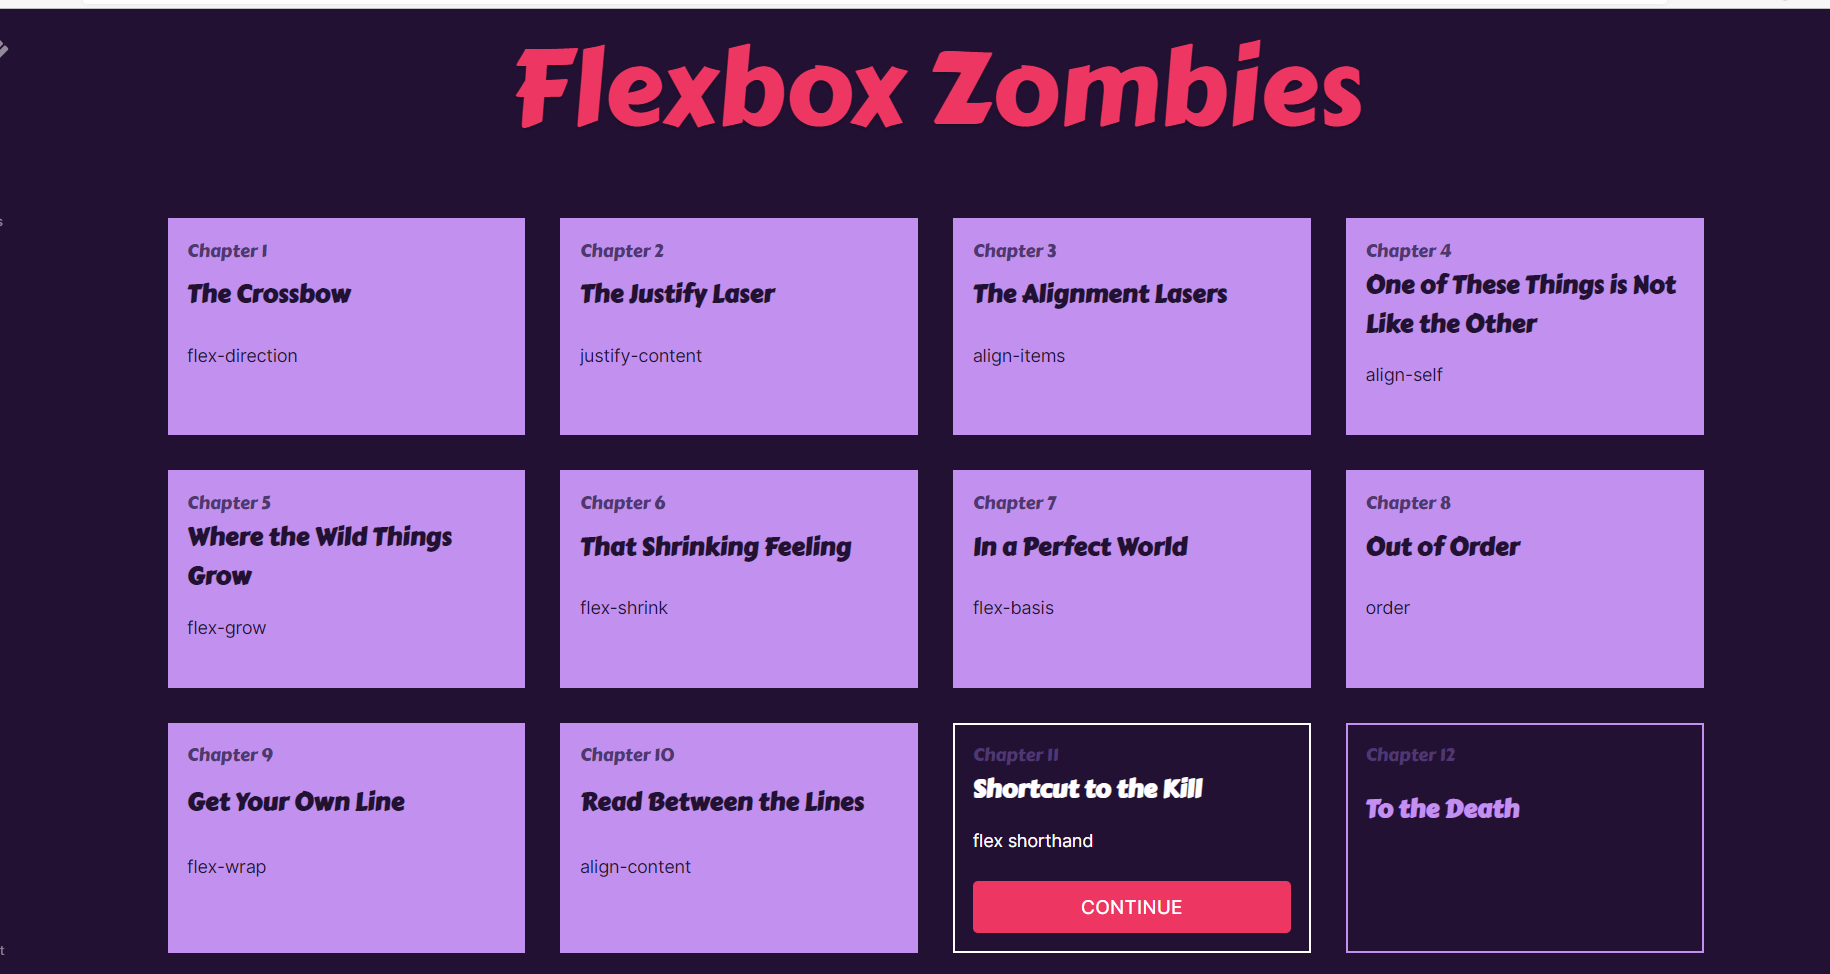 Flexbox Zombies
Chapter 1
The Crossbow
flex-direction
Chapter 2
The Justify Laser
justify-content
Chapter 3
The Alignment Lasers
align-items
Chapter 4
One of These Things is Not
Like the Other
align-self
Chapter 5
Where the Wild Things
Grow
flex-grow
Chapter 6
That Shrinking Feeling
flex-shrink
Chapter 7
In a Perfect World
flex-basis
Chapter 8
Out of Order
order
Chapter 9
Get Your Own Line
flex-wrap
Chapter 10
Read Between the Lines
align-content
Chapter 11
Shortcut to the Kill
flex shorthand
CONTINUE
Chapter 12
To the Death